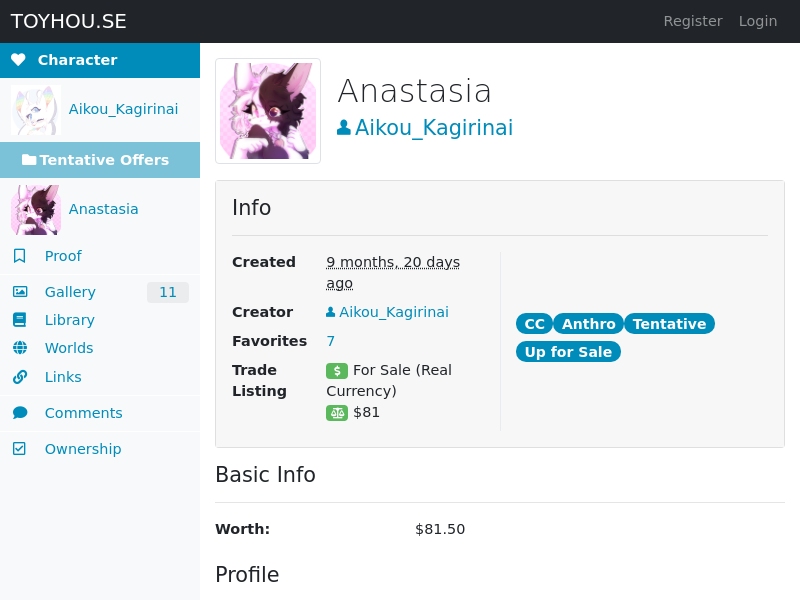 TOYHOU.SE
Register Login
Character
Aikou_Kagirinai
Tentative Offers
Anastasia
Proof
Gallery 11
Library
Worlds
Links
Comments
Ownership
Anastasia
Aikou_Kagirinai
Info
Created 9 months, 20 days
ago
Creator Aikou_Kagirinai
Favorites 7
Trade For Sale (Real
Listing Currency)
$81
CC Anthro Tentative
Up for Sale
Basic Info
Worth: $81.50
Profile